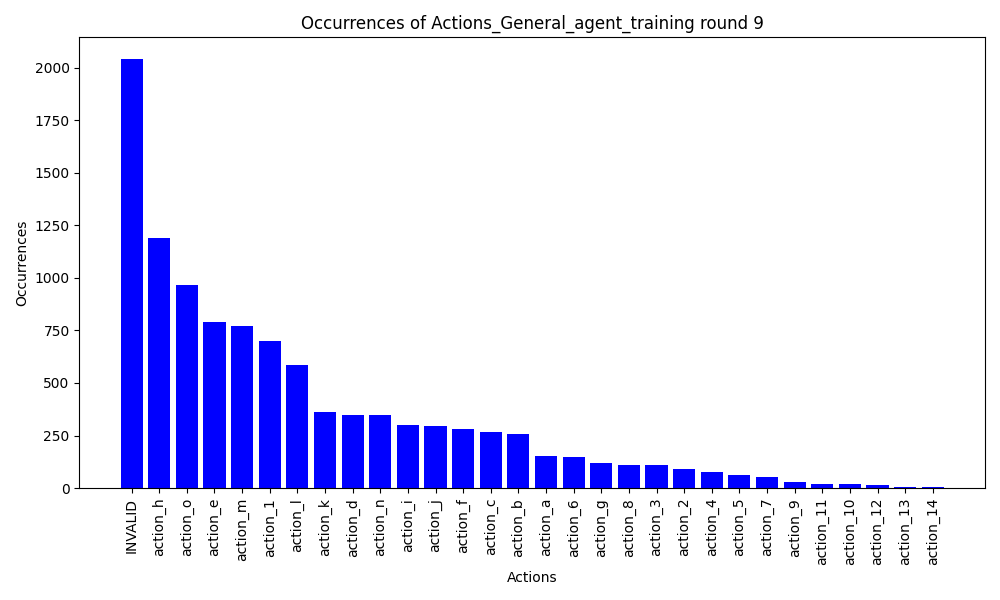 Occurrences of Actions_General_agent_training round 9
Occurrences
2000
1750
1500
1250
1000
750
500
250
0
INVALID
action_h
action_o
action_e
action_m
action_1
action_l
action_k
action_d
action_n
action_i
action_j
action_f
action_c
action_b
action_a
action_6
action_g
action_8
action_3
action_2
action_4
action_5
action_7
action_9
action_11
action_10
action_12
action_13
action_14
Actions